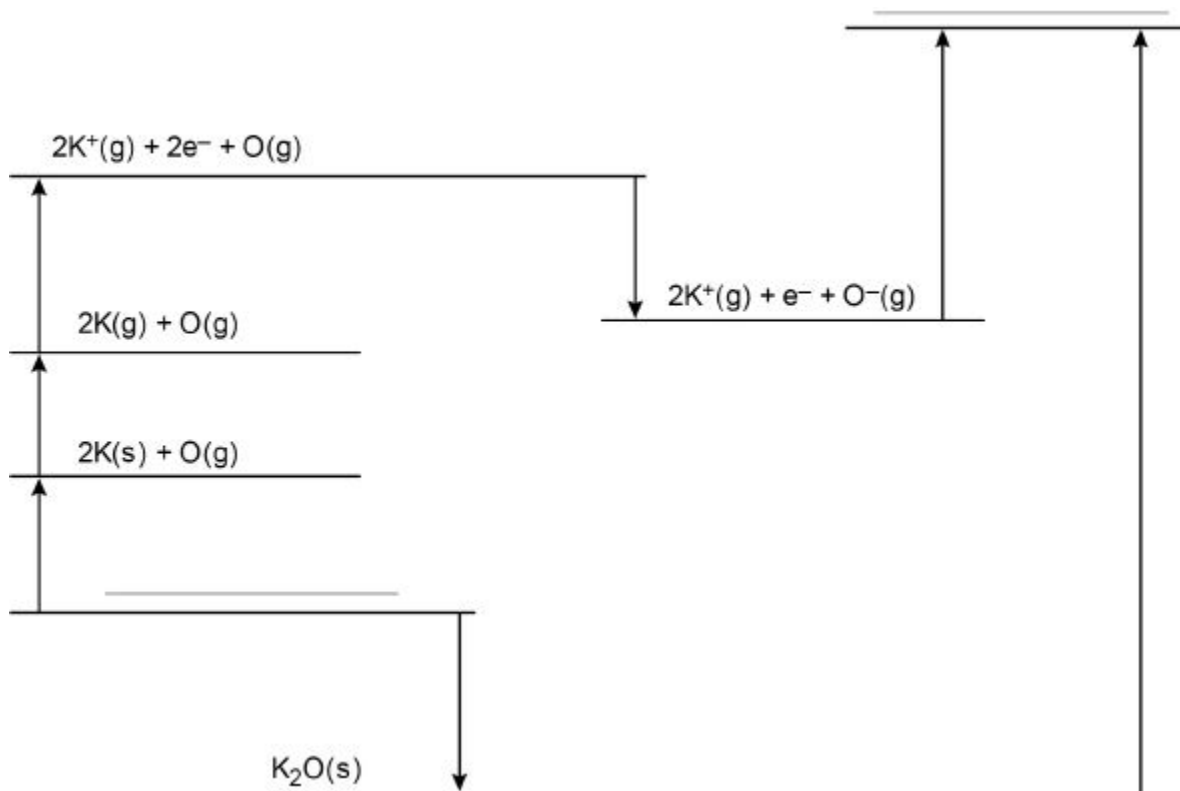 2K⁺(g) + 2e⁻ + O(g)
2K⁺(g) + e⁻ + O⁻(g)
2K(g) + O(g)
2K(s) + O(g)
K₂O(s)